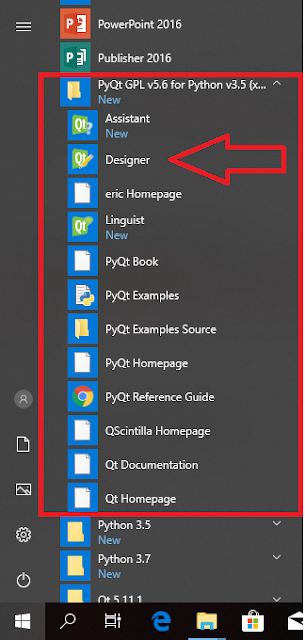 PowerPoint 2016
Publisher 2016
PyQt GPL v5.6 for Python v3.5 (x...
New
Assistant
New
Designer
eric Homepage
Linguist
New
PyQt Book
PyQt Examples
PyQt Examples Source
PyQt Homepage
PyQt Reference Guide
QScintilla Homepage
Qt Documentation
Qt Homepage
Python 3.5
New
Python 3.7
New
Qt 5.11.1